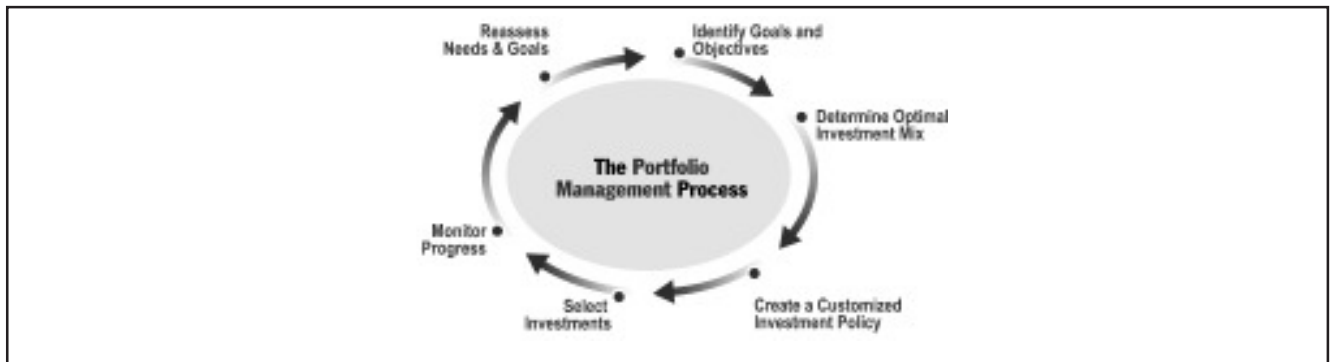 Reassess
Needs & Goals
Identify Goals and
Objectives
Determine Optimal
Investment Mix
The Portfolio
Management Process
Monitor
Progress
Select
Investments
Create a Customized
Investment Policy